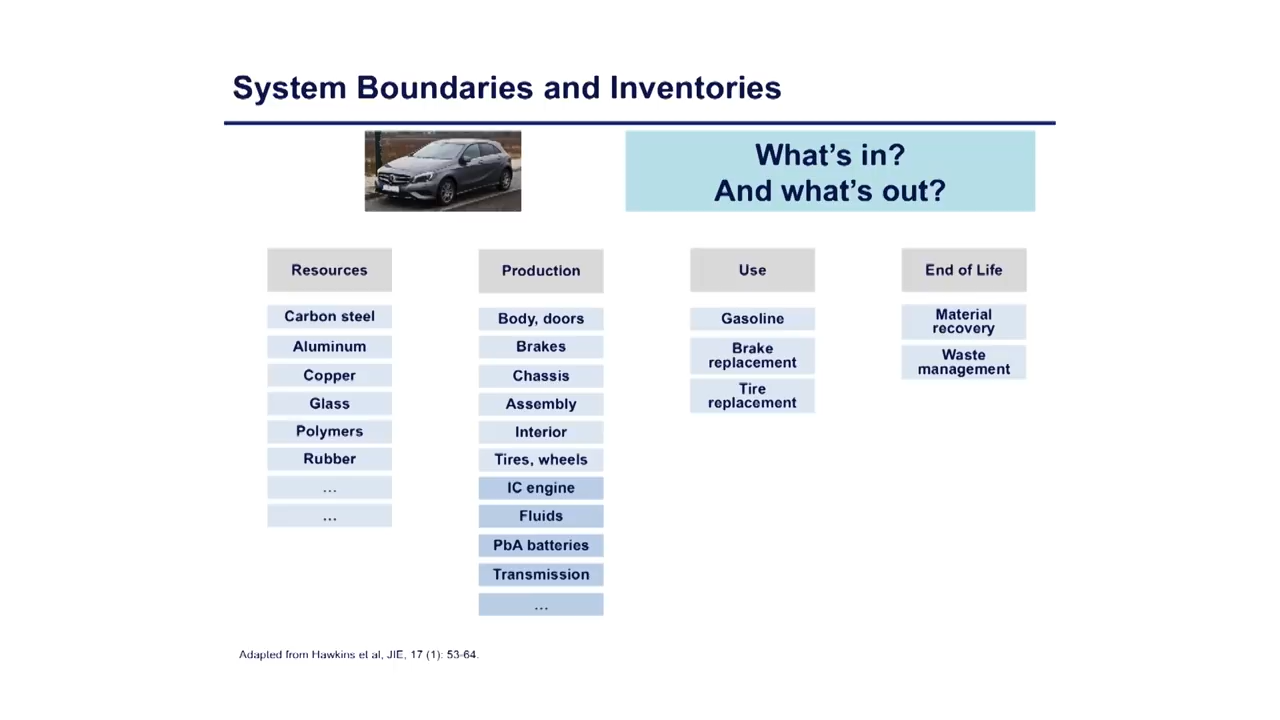 System Boundaries and Inventories
What's in?
And what's out?
Resources
Carbon steel
Aluminum
Copper
Glass
Polymers
Rubber
...
...
Production
Body, doors
Brakes
Chassis
Assembly
Interior
Tires, wheels
IC engine
Fluids
PbA batteries
Transmission
...
Use
Gasoline
Brake
replacement
Tire
replacement
End of Life
Material
recovery
Waste
management
Adapted from Hawkins et al, JIE, 17 (1): 53-64.